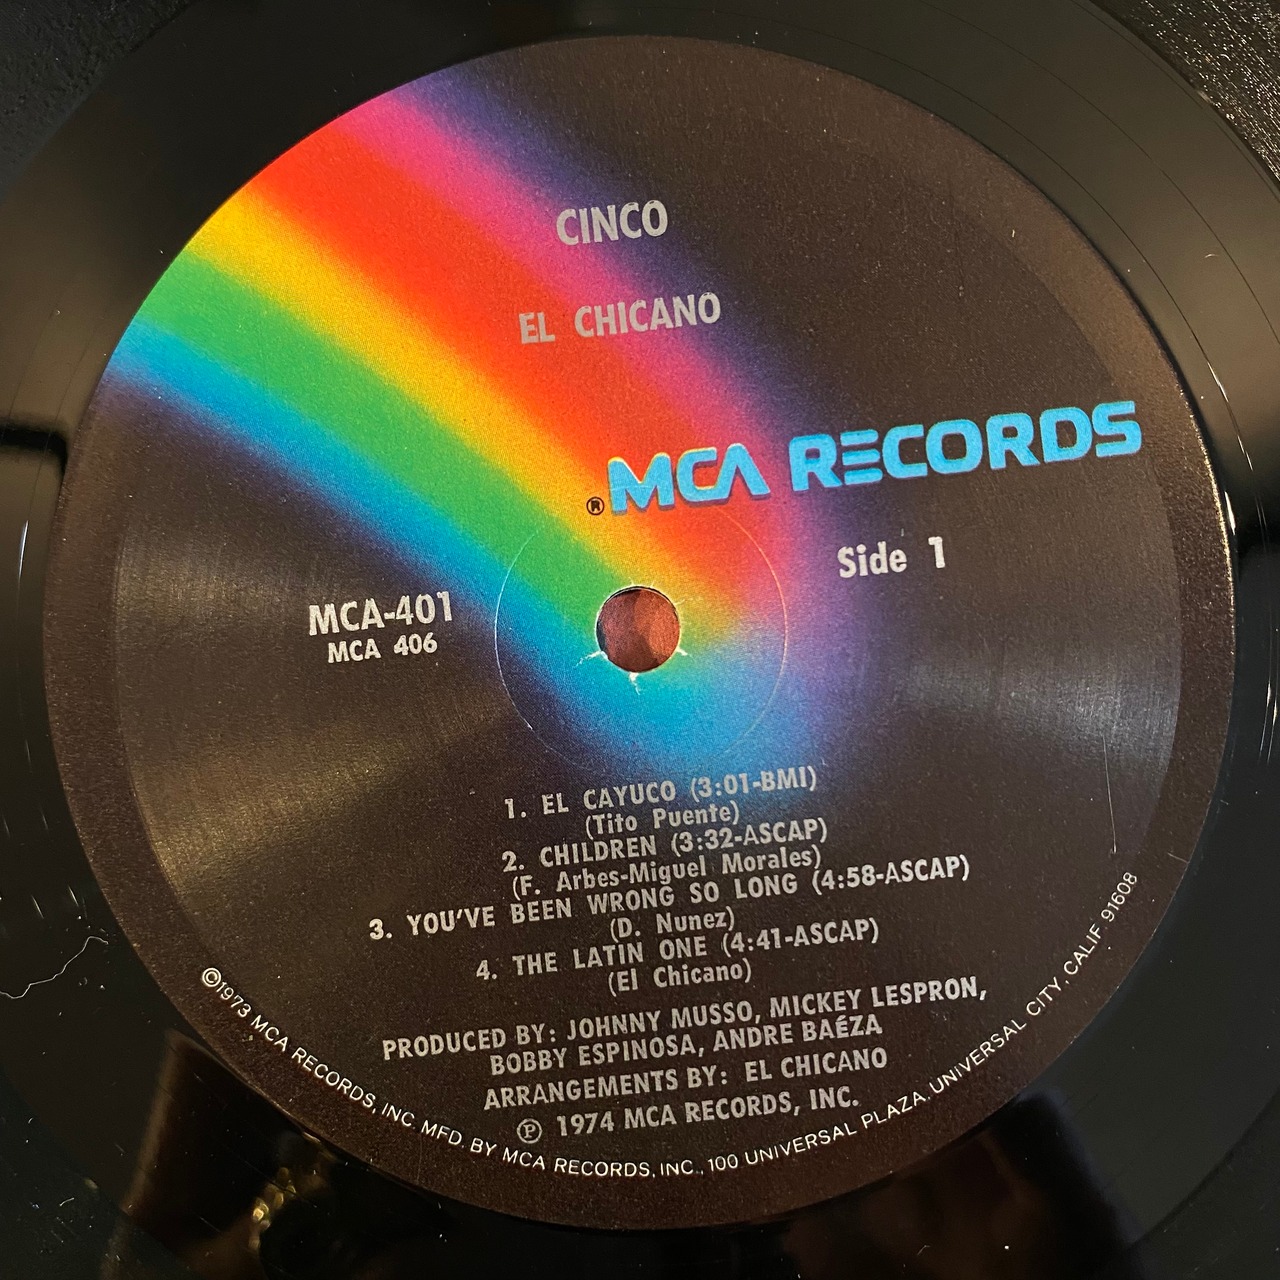 CINCO
EL CHICANO
®MCA RECORDS
Side 1
MCA-401
MCA 406
1. EL CAYUCO (3:01-BMI)
(Tito Puente)
2. CHILDREN (3:32-ASCAP)
(F. Arbes-Miguel Morales)
3. YOU'VE BEEN WRONG SO LONG (4:58-ASCAP)
(D. Nunez)
4. THE LATIN ONE (4:41-ASCAP)
(El Chicano)
PRODUCED BY: JOHNNY MUSSO, MICKEY LESPRON,
BOBBY ESPINOSA, ANDRE BAÉZA
ARRANGEMENTS BY: EL CHICANO
℗ 1974 MCA RECORDS, INC.
©1973 MCA RECORDS, INC. MFD. BY MCA RECORDS, INC., 100 UNIVERSAL PLAZA, UNIVERSAL CITY, CALIF. 91608